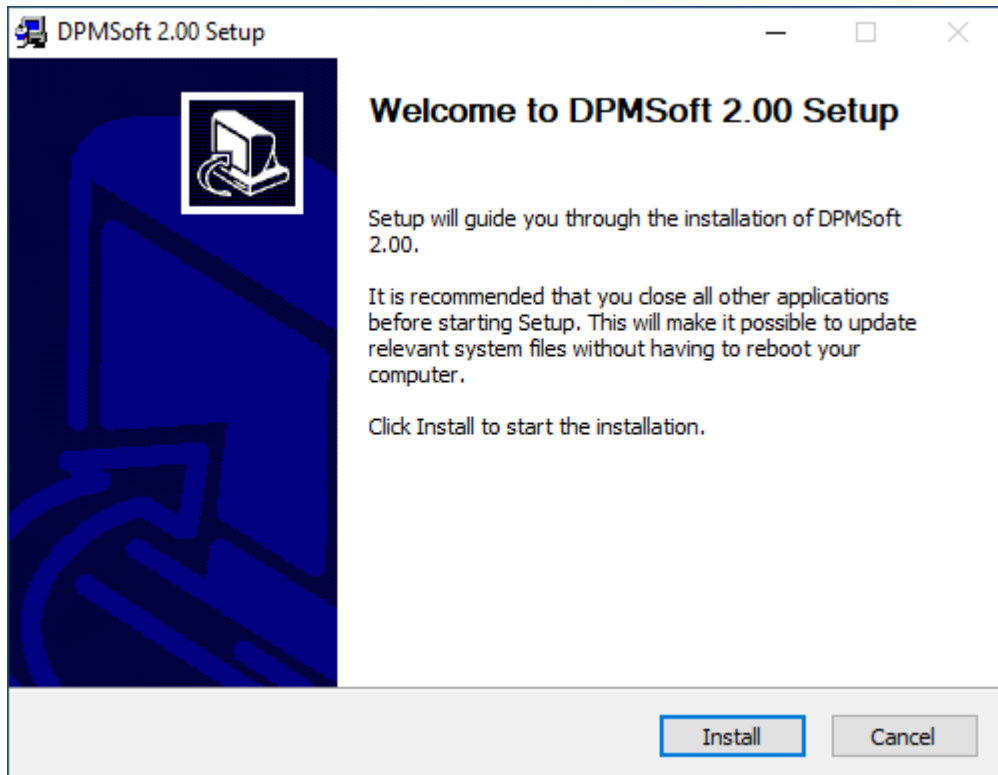 DPMSoft 2.00 Setup
Welcome to DPMSoft 2.00 Setup
Setup will guide you through the installation of DPMSoft
2.00.
It is recommended that you close all other applications
before starting Setup. This will make it possible to update
relevant system files without having to reboot your
computer.
Click Install to start the installation.
Install
Cancel